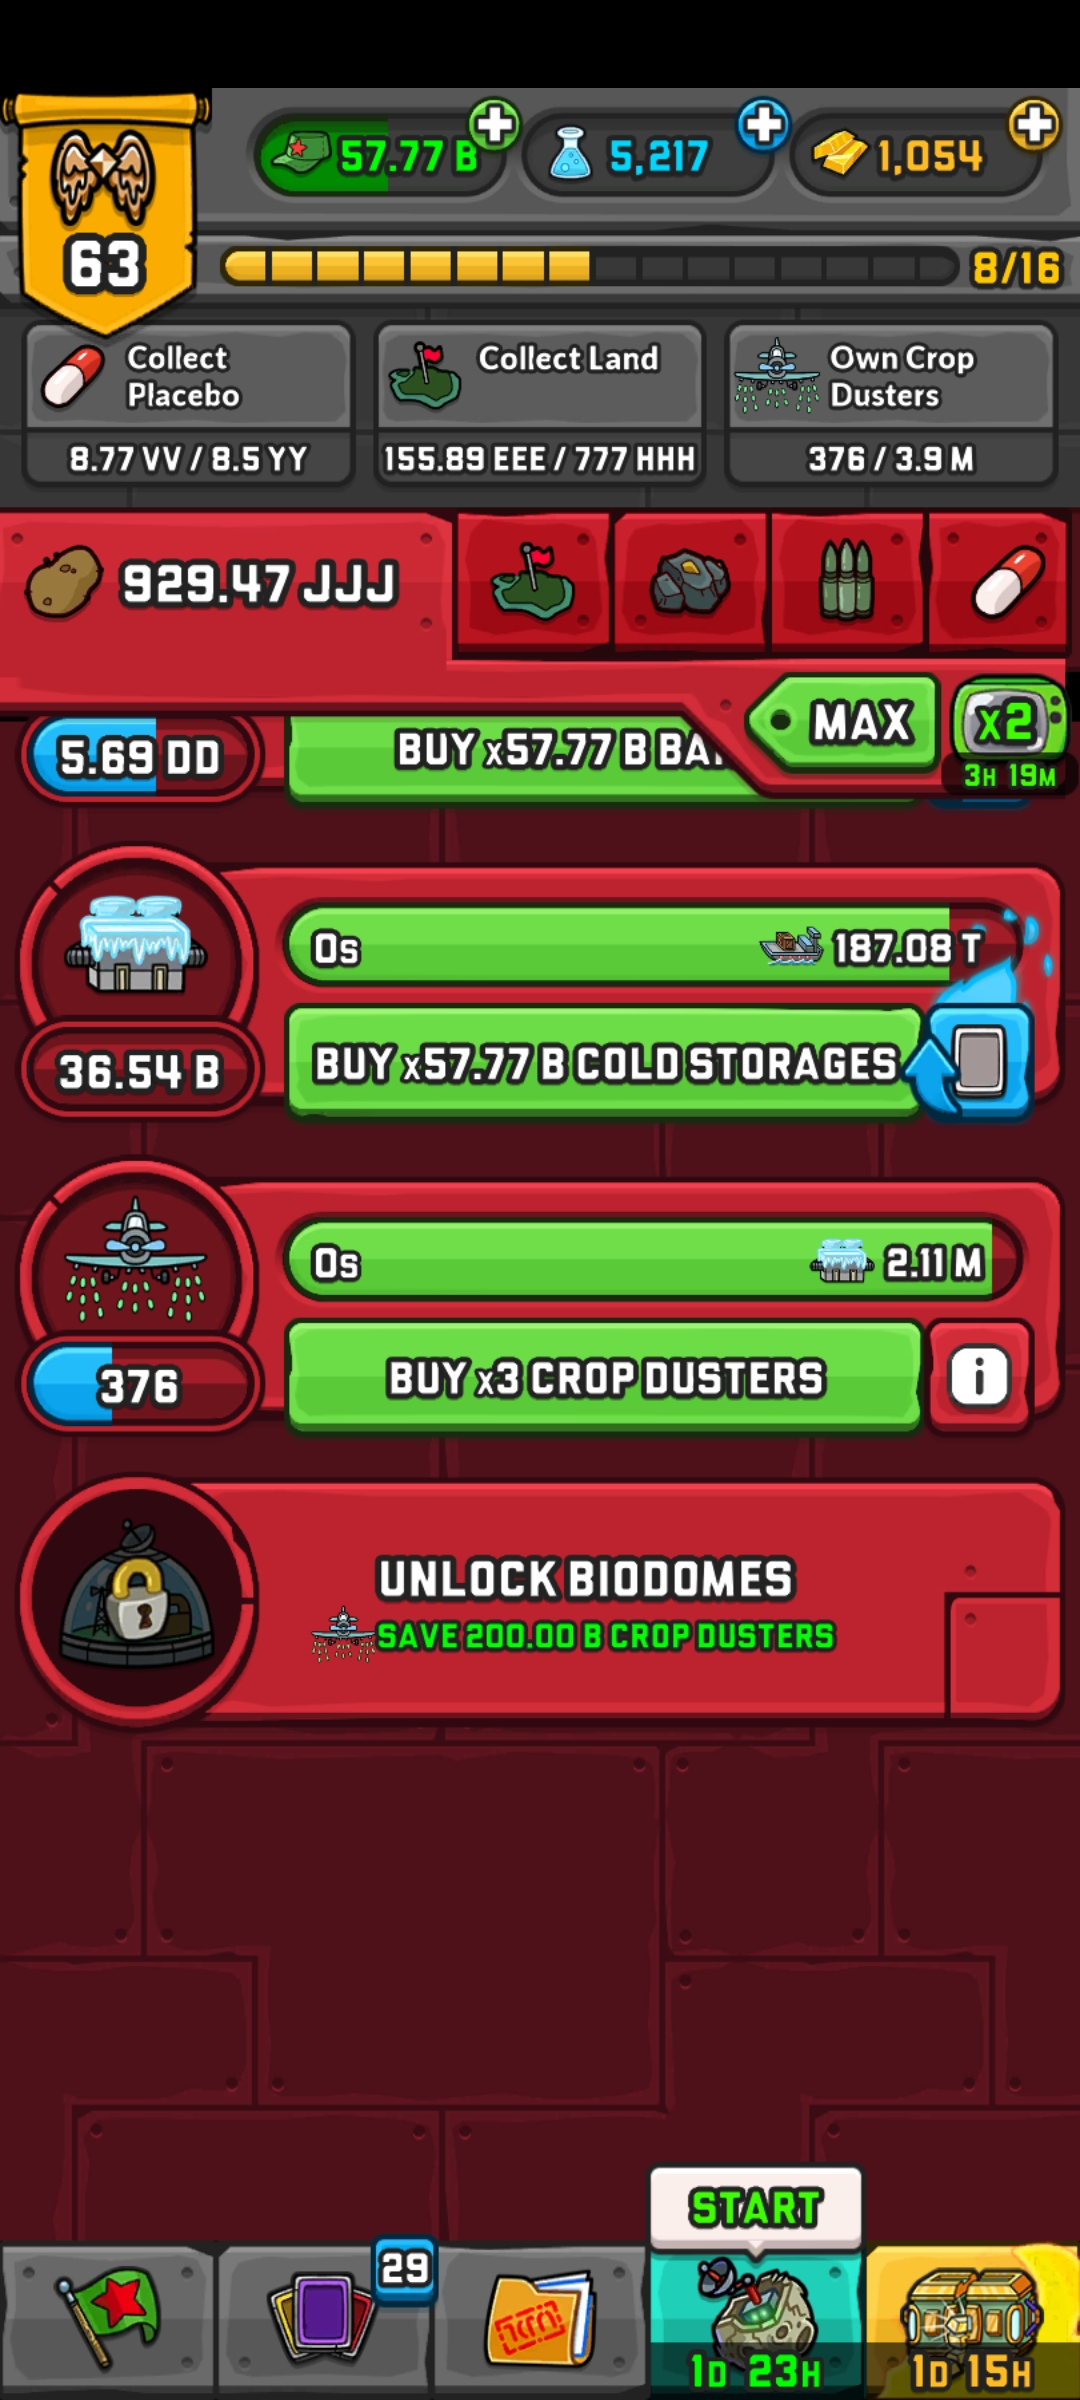 63
57.77 B
5,217
1,054
8/16
Collect
Placebo
8.77 VV / 8.5 YY
Collect Land
155.89 EEE / 777 HHH
Own Crop
Dusters
376 / 3.9 M
929.47 JJJ
MAX
x2
3H 19M
5.69 DD
BUY x57.77 B
0s
187.08 T
36.54 B
BUY x57.77 B COLD STORAGES
0s
2.11 M
376
BUY x3 CROP DUSTERS
i
UNLOCK BIODOMES
SAVE 200.00 B CROP DUSTERS
START
29
1D 23H
1D 15H